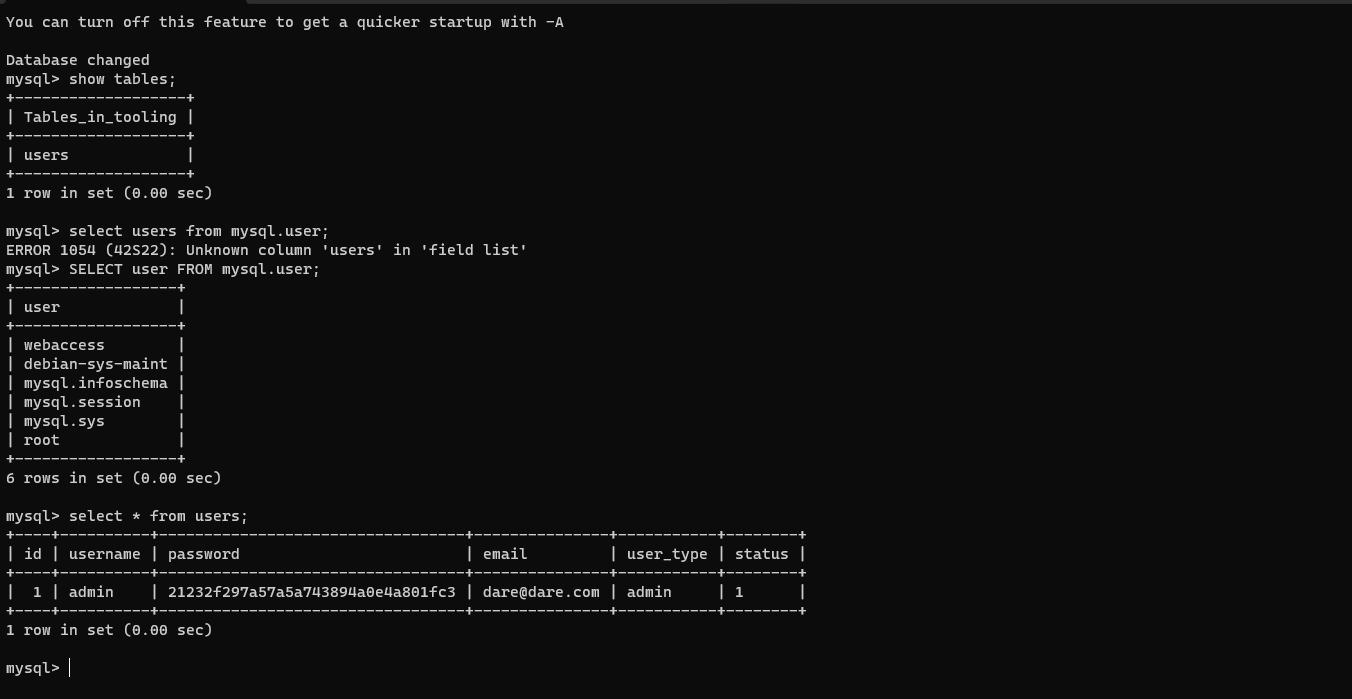 You can turn off this feature to get a quicker startup with -A
Database changed
mysql> show tables;
+-------------------+
| Tables_in_tooling |
+-------------------+
| users             |
+-------------------+
1 row in set (0.00 sec)
mysql> select users from mysql.user;
ERROR 1054 (42S22): Unknown column 'users' in 'field list'
mysql> SELECT user FROM mysql.user;
+------------------+
| user             |
+------------------+
| webaccess        |
| debian-sys-maint |
| mysql.infoschema |
| mysql.session    |
| mysql.sys        |
| root             |
+------------------+
6 rows in set (0.00 sec)
mysql> select * from users;
+----+----------+----------------------------------+---------------+-----------+--------+
| id | username | password                         | email         | user_type | status |
+----+----------+----------------------------------+---------------+-----------+--------+
|  1 | admin    | 21232f297a57a5a743894a0e4a801fc3 | dare@dare.com | admin     | 1      |
+----+----------+----------------------------------+---------------+-----------+--------+
1 row in set (0.00 sec)
mysql>